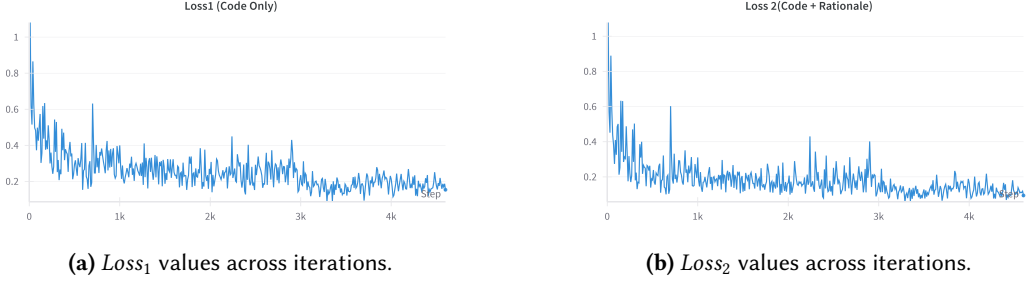 Loss1 (Code Only)
1
0.8
0.6
0.4
0.2
0
1k
2k
3k
4k
Step
(a) Loss1 values across iterations.
Loss 2(Code + Rationale)
1
0.8
0.6
0.4
0.2
0
1k
2k
3k
4k
Step
(b) Loss2 values across iterations.